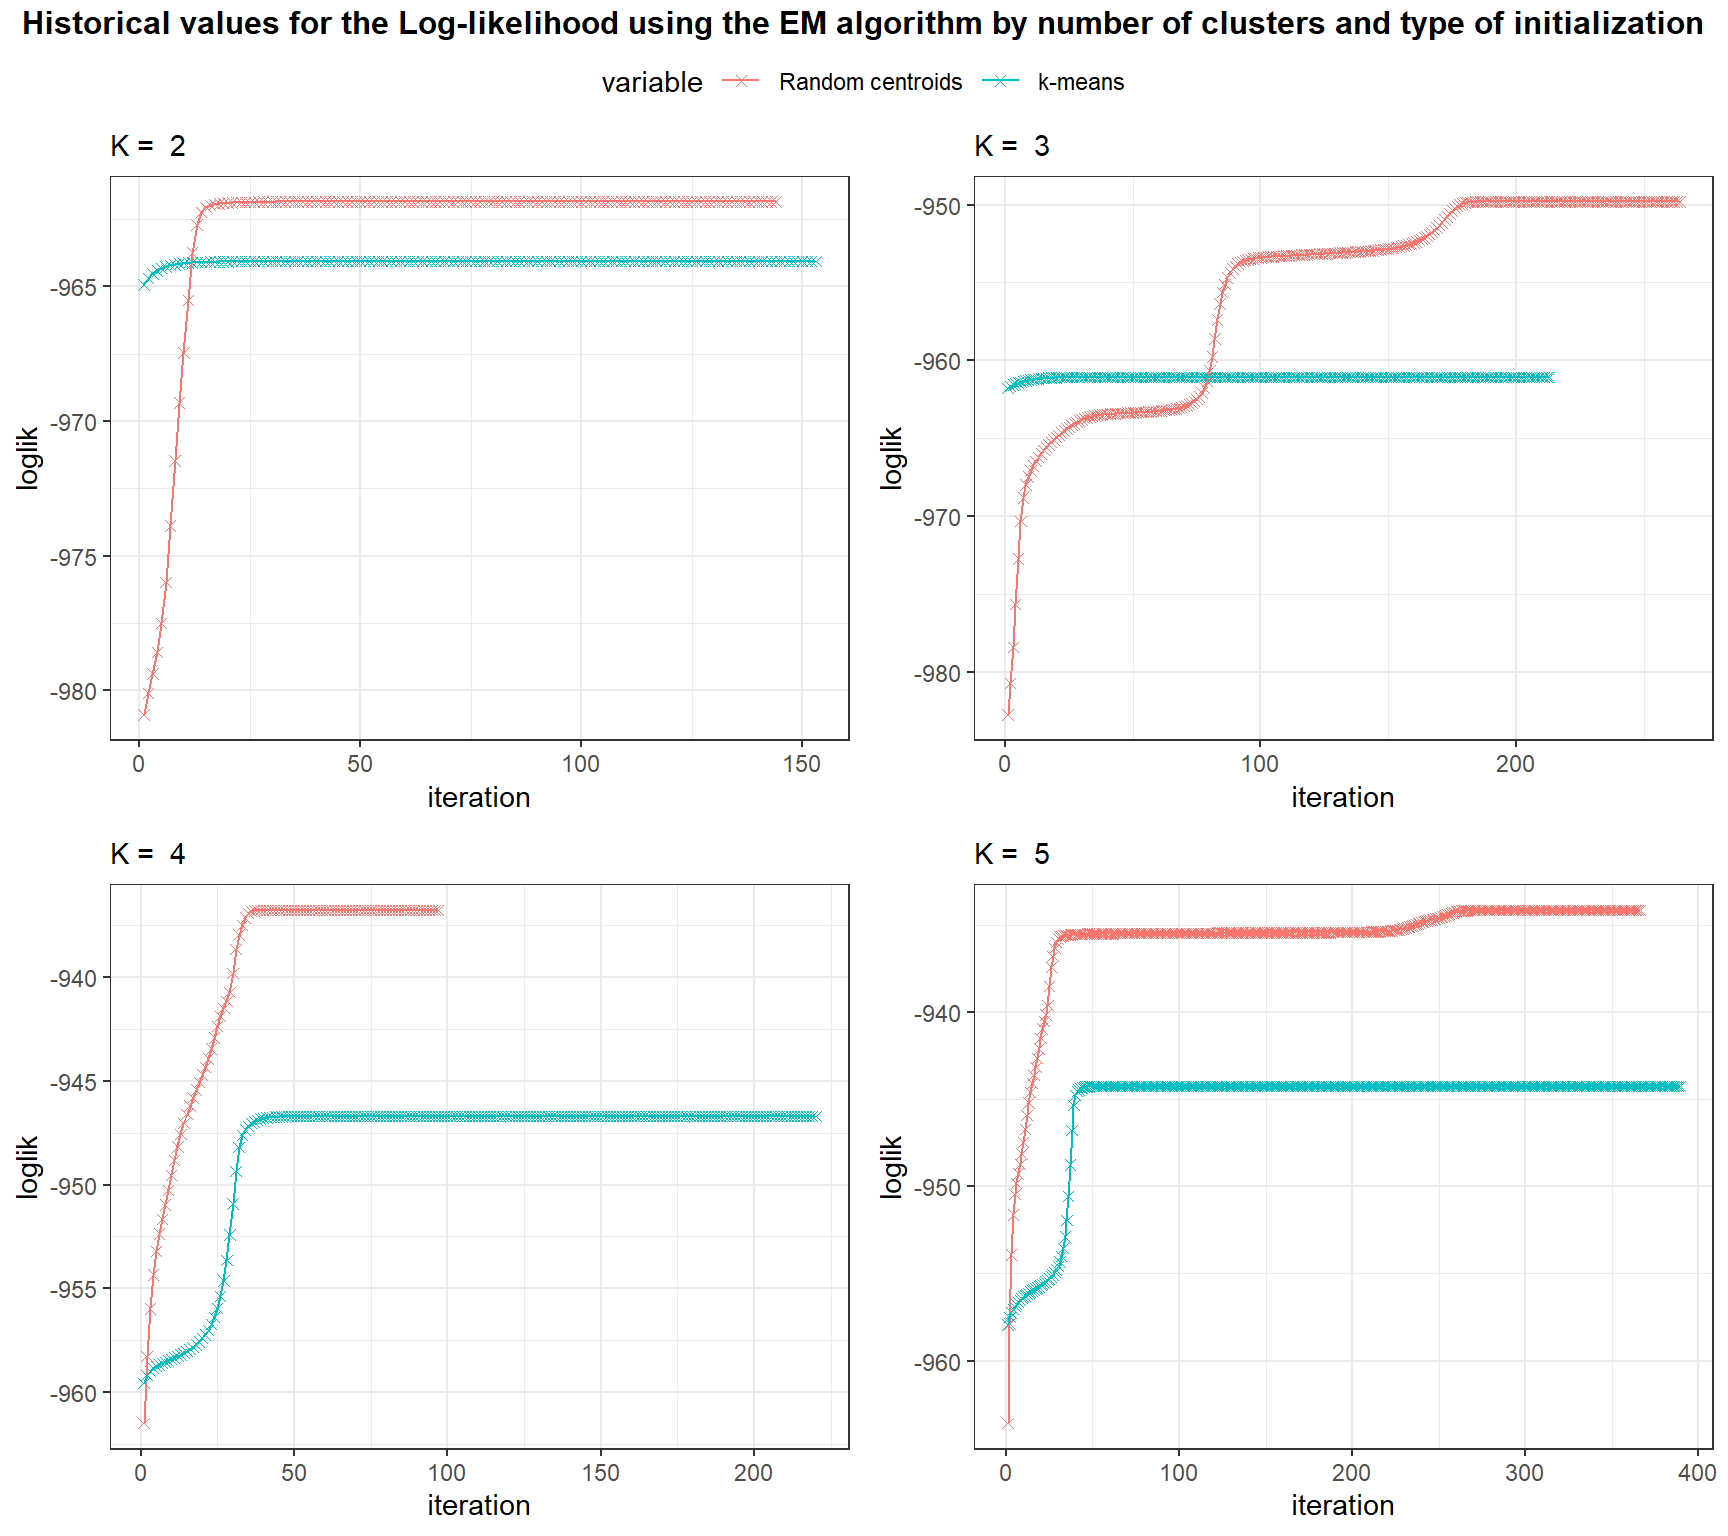 Historical values for the Log-likelihood using the EM algorithm by number of clusters and type of initialization
variable Random centroids k-means
K = 2
-965
-970
-975
-980
loglik
0 50 100 150
iteration
K = 3
-950
-960
-970
-980
loglik
0 100 200
iteration
K = 4
-940
-945
-950
-955
-960
loglik
0 50 100 150 200
iteration
K = 5
-940
-950
-960
loglik
0 100 200 300 400
iteration